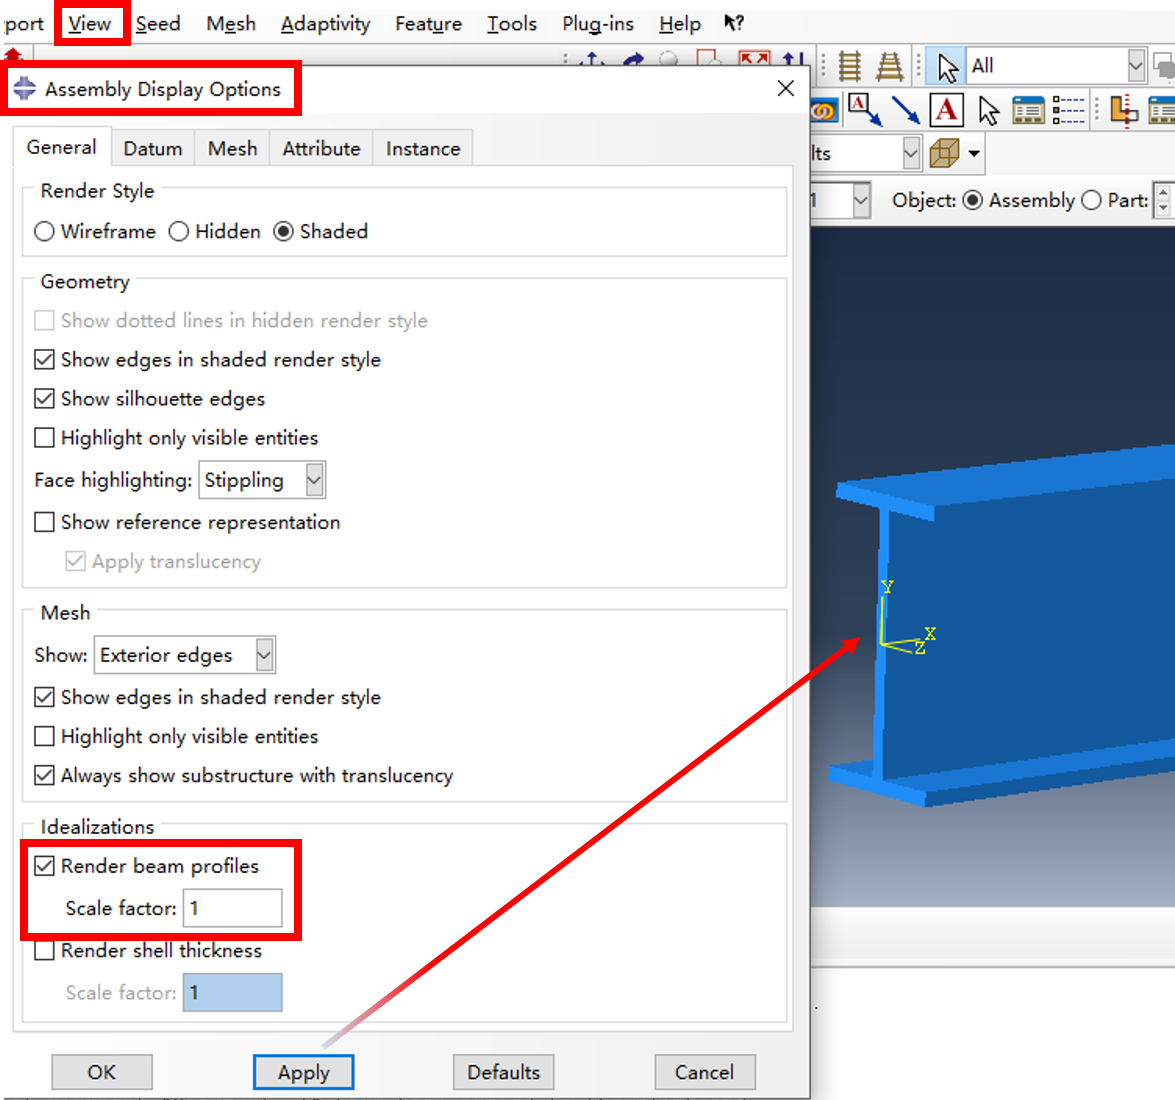 port View Seed Mesh Adaptivity Feature Tools Plug-ins Help
Assembly Display Options
All
A
A
General Datum Mesh Attribute Instance
lts
Render Style
1 Object: Assembly Part:
Wireframe Hidden Shaded
Geometry
Show dotted lines in hidden render style
Show edges in shaded render style
Show silhouette edges
Highlight only visible entities
Face highlighting: Stippling
Show reference representation
Apply translucency
Y
X
Z
Mesh
Show: Exterior edges
Show edges in shaded render style
Highlight only visible entities
Always show substructure with translucency
Idealizations
Render beam profiles
Scale factor: 1
Render shell thickness
Scale factor: 1
OK Apply Defaults Cancel